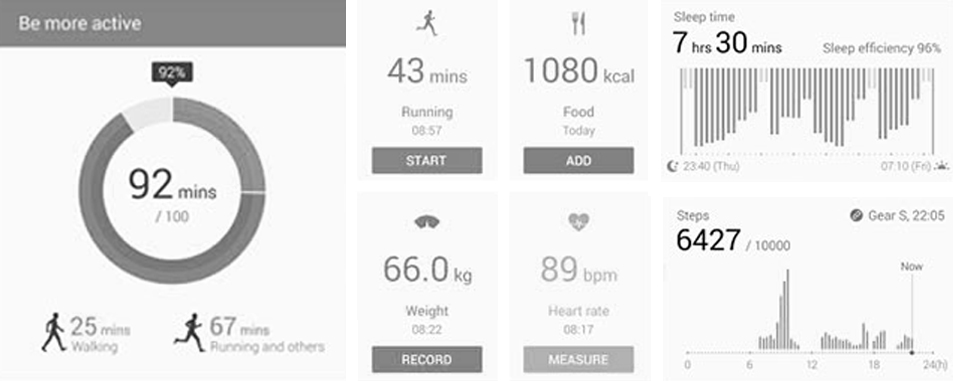 Be more active
92%
92 mins
/ 100
25 mins
Walking
67 mins
Running and others
43 mins
Running
08:57
START
1080 kcal
Food
Today
ADD
66.0 kg
Weight
08:22
RECORD
89 bpm
Heart rate
08:17
MEASURE
Sleep time
7 hrs 30 mins
Sleep efficiency 96%
23:40 (Thu)
07:10 (Fri)
Steps
Gear S, 22:05
6427 / 10000
Now
0 6 12 18 24(h)